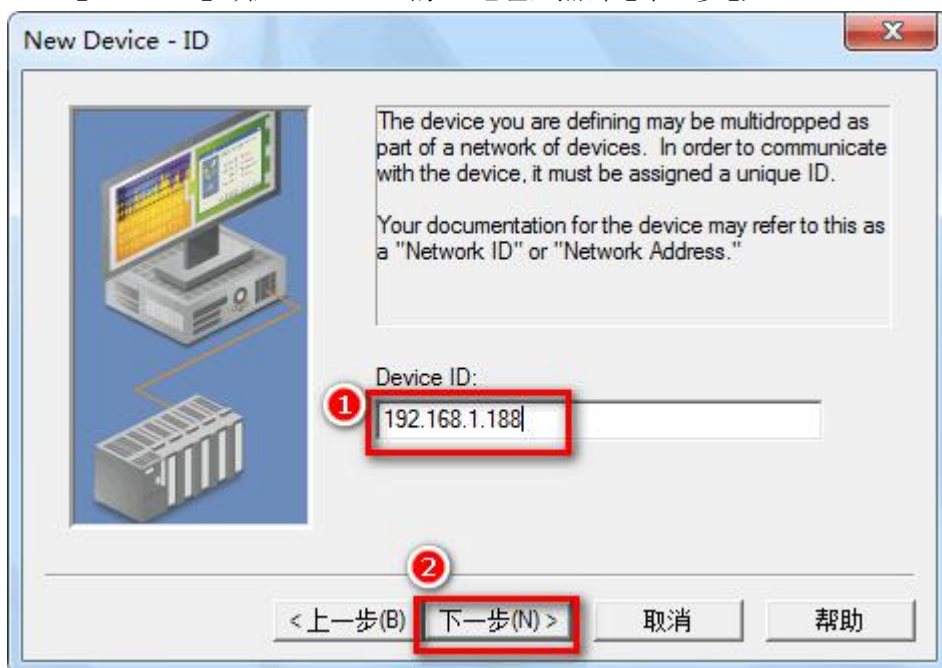 New Device - ID
The device you are defining may be multidropped as
part of a network of devices. In order to communicate
with the device, it must be assigned a unique ID.
Your documentation for the device may refer to this as
a "Network ID" or "Network Address."
Device ID:
1
192.168.1.188
2
<上一步(B) 下一步(N)> 取消 帮助